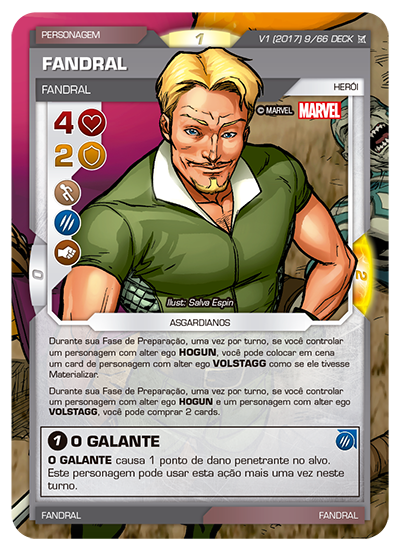 PERSONAGEM
1
V1 (2017) 9/66 DECK
FANDRAL
FANDRAL
HERÓI
© MARVEL MARVEL
4
2
0
2
Ilust: Salva Espin
ASGARDIANOS
Durante sua Fase de Preparação, uma vez por turno, se você controlar
um personagem com alter ego HOGUN, você pode colocar em cena
um card de personagem com alter ego VOLSTAGG como se ele tivesse
Materializar.
Durante sua Fase de Preparação, uma vez por turno, se você controlar
um personagem com alter ego HOGUN e um personagem com alter ego
VOLSTAGG, você pode comprar 2 cards.
1 O GALANTE
O GALANTE causa 1 ponto de dano penetrante no alvo.
Este personagem pode usar esta ação mais uma vez neste
turno.
FANDRAL
FANDRAL